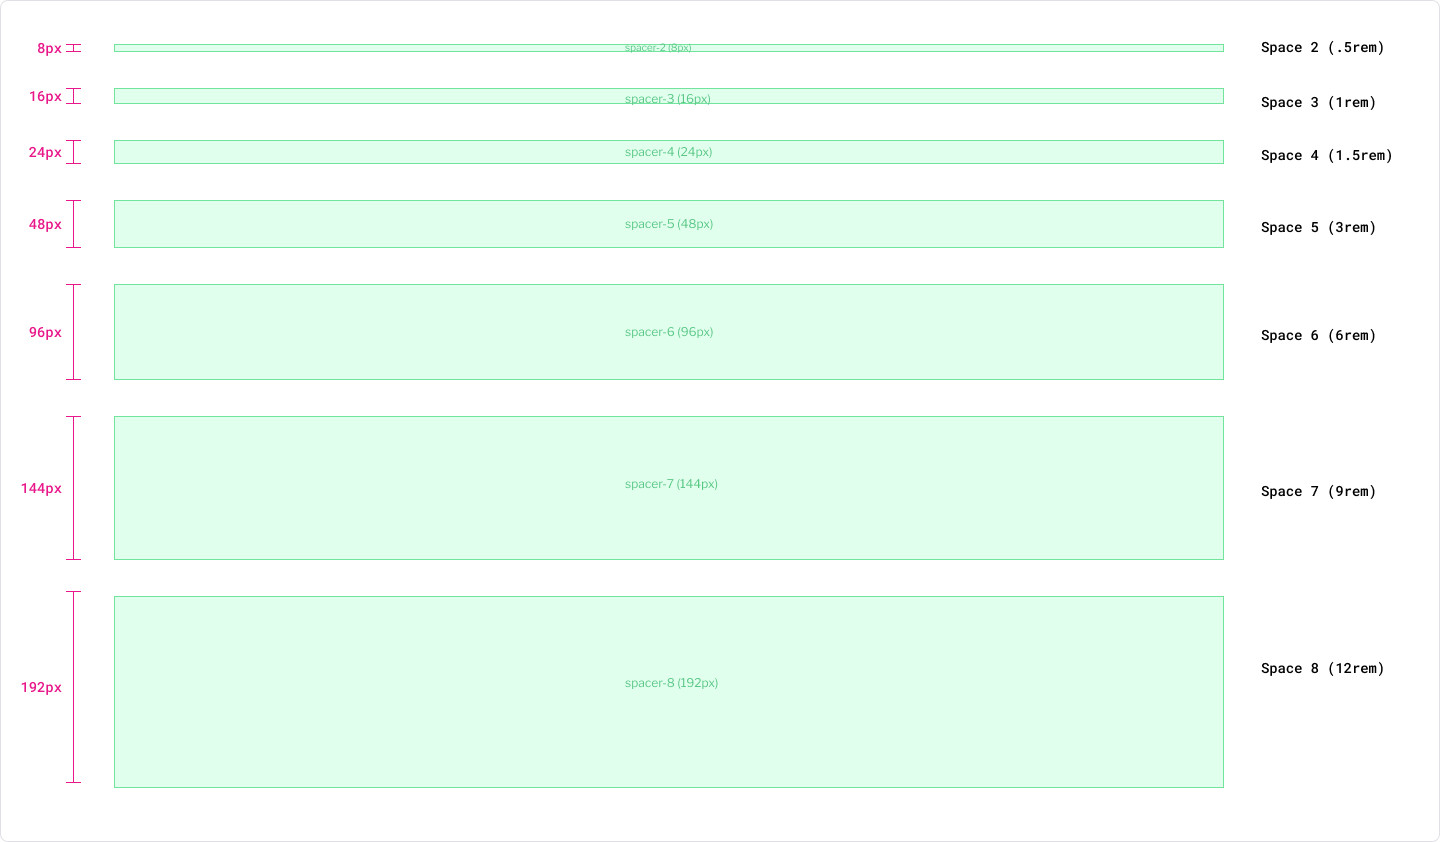 8px spacer-2 (8px) Space 2 (.5rem)
16px spacer-3 (16px) Space 3 (1rem)
24px spacer-4 (24px) Space 4 (1.5rem)
48px spacer-5 (48px) Space 5 (3rem)
96px spacer-6 (96px) Space 6 (6rem)
144px spacer-7 (144px) Space 7 (9rem)
192px spacer-8 (192px) Space 8 (12rem)